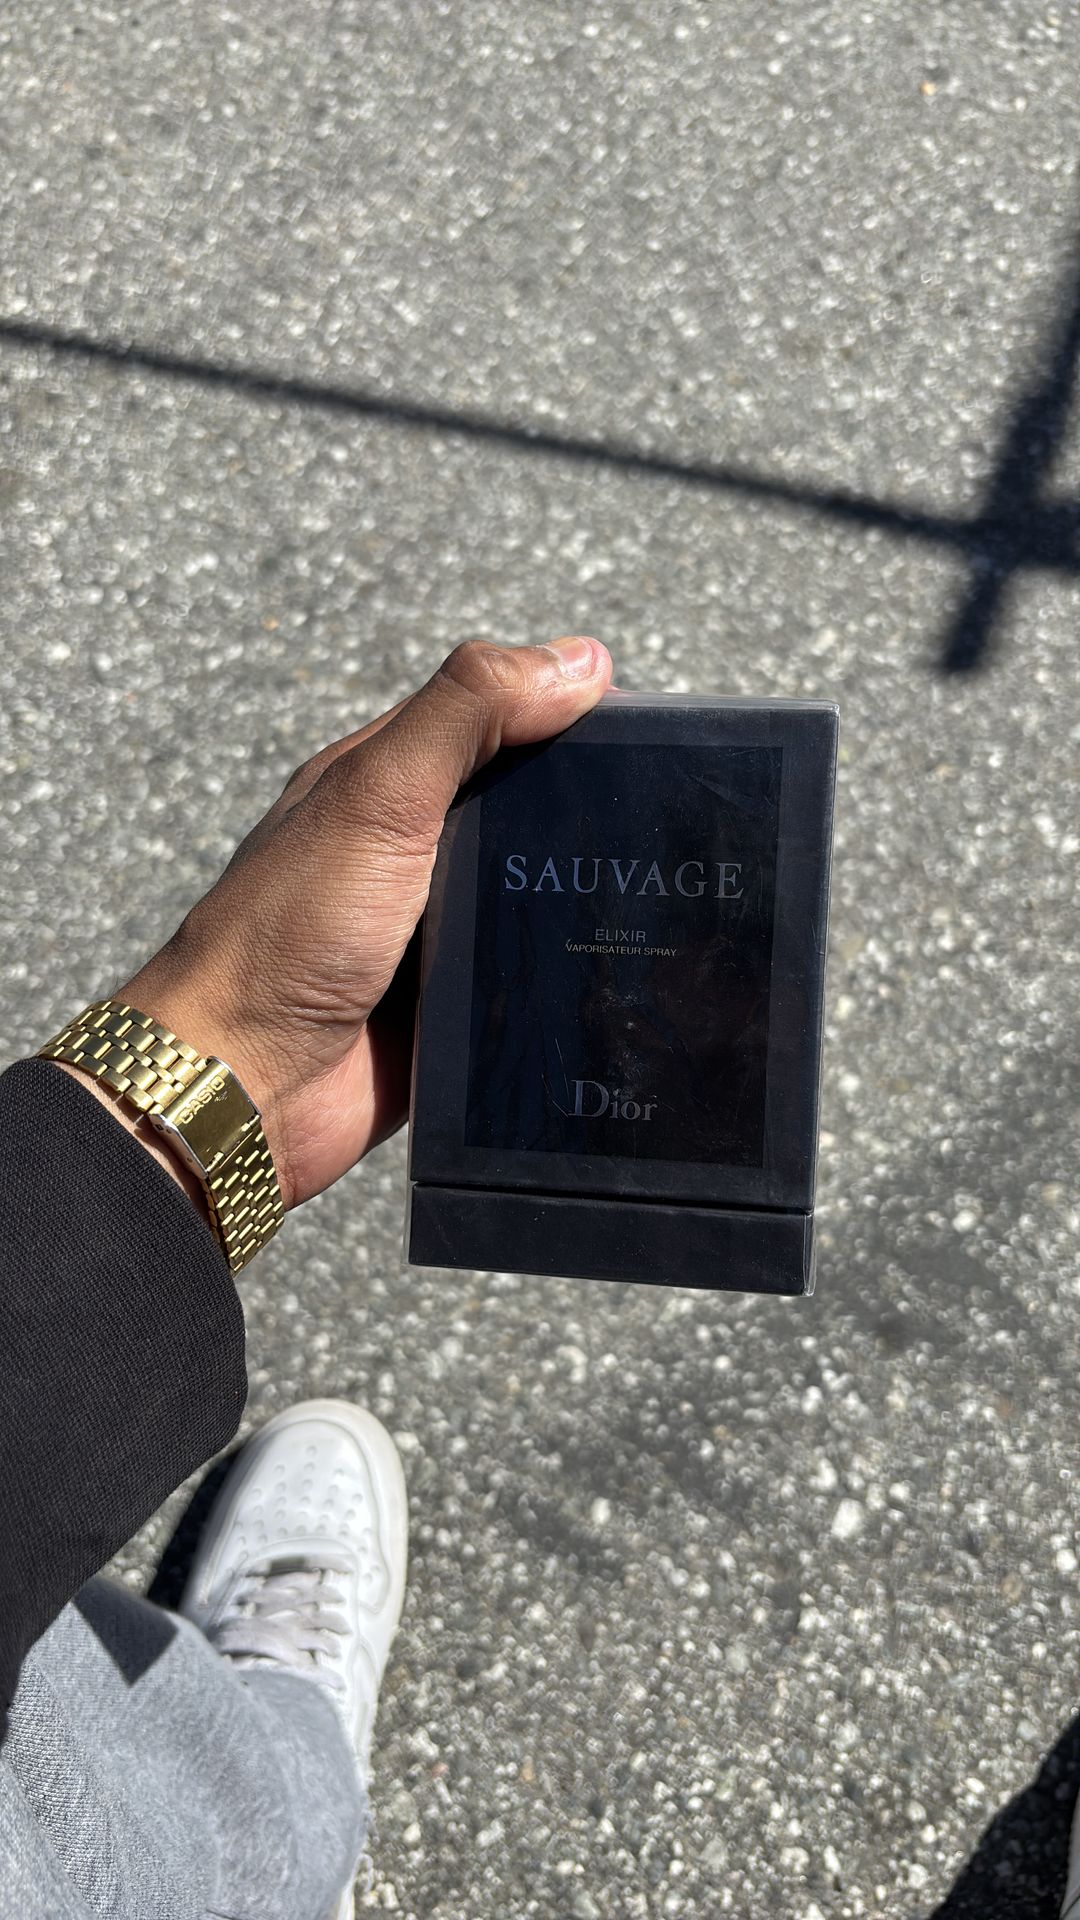 SAUVAGE
ELIXIR
VAPORISATEUR SPRAY
Dior
CASIO